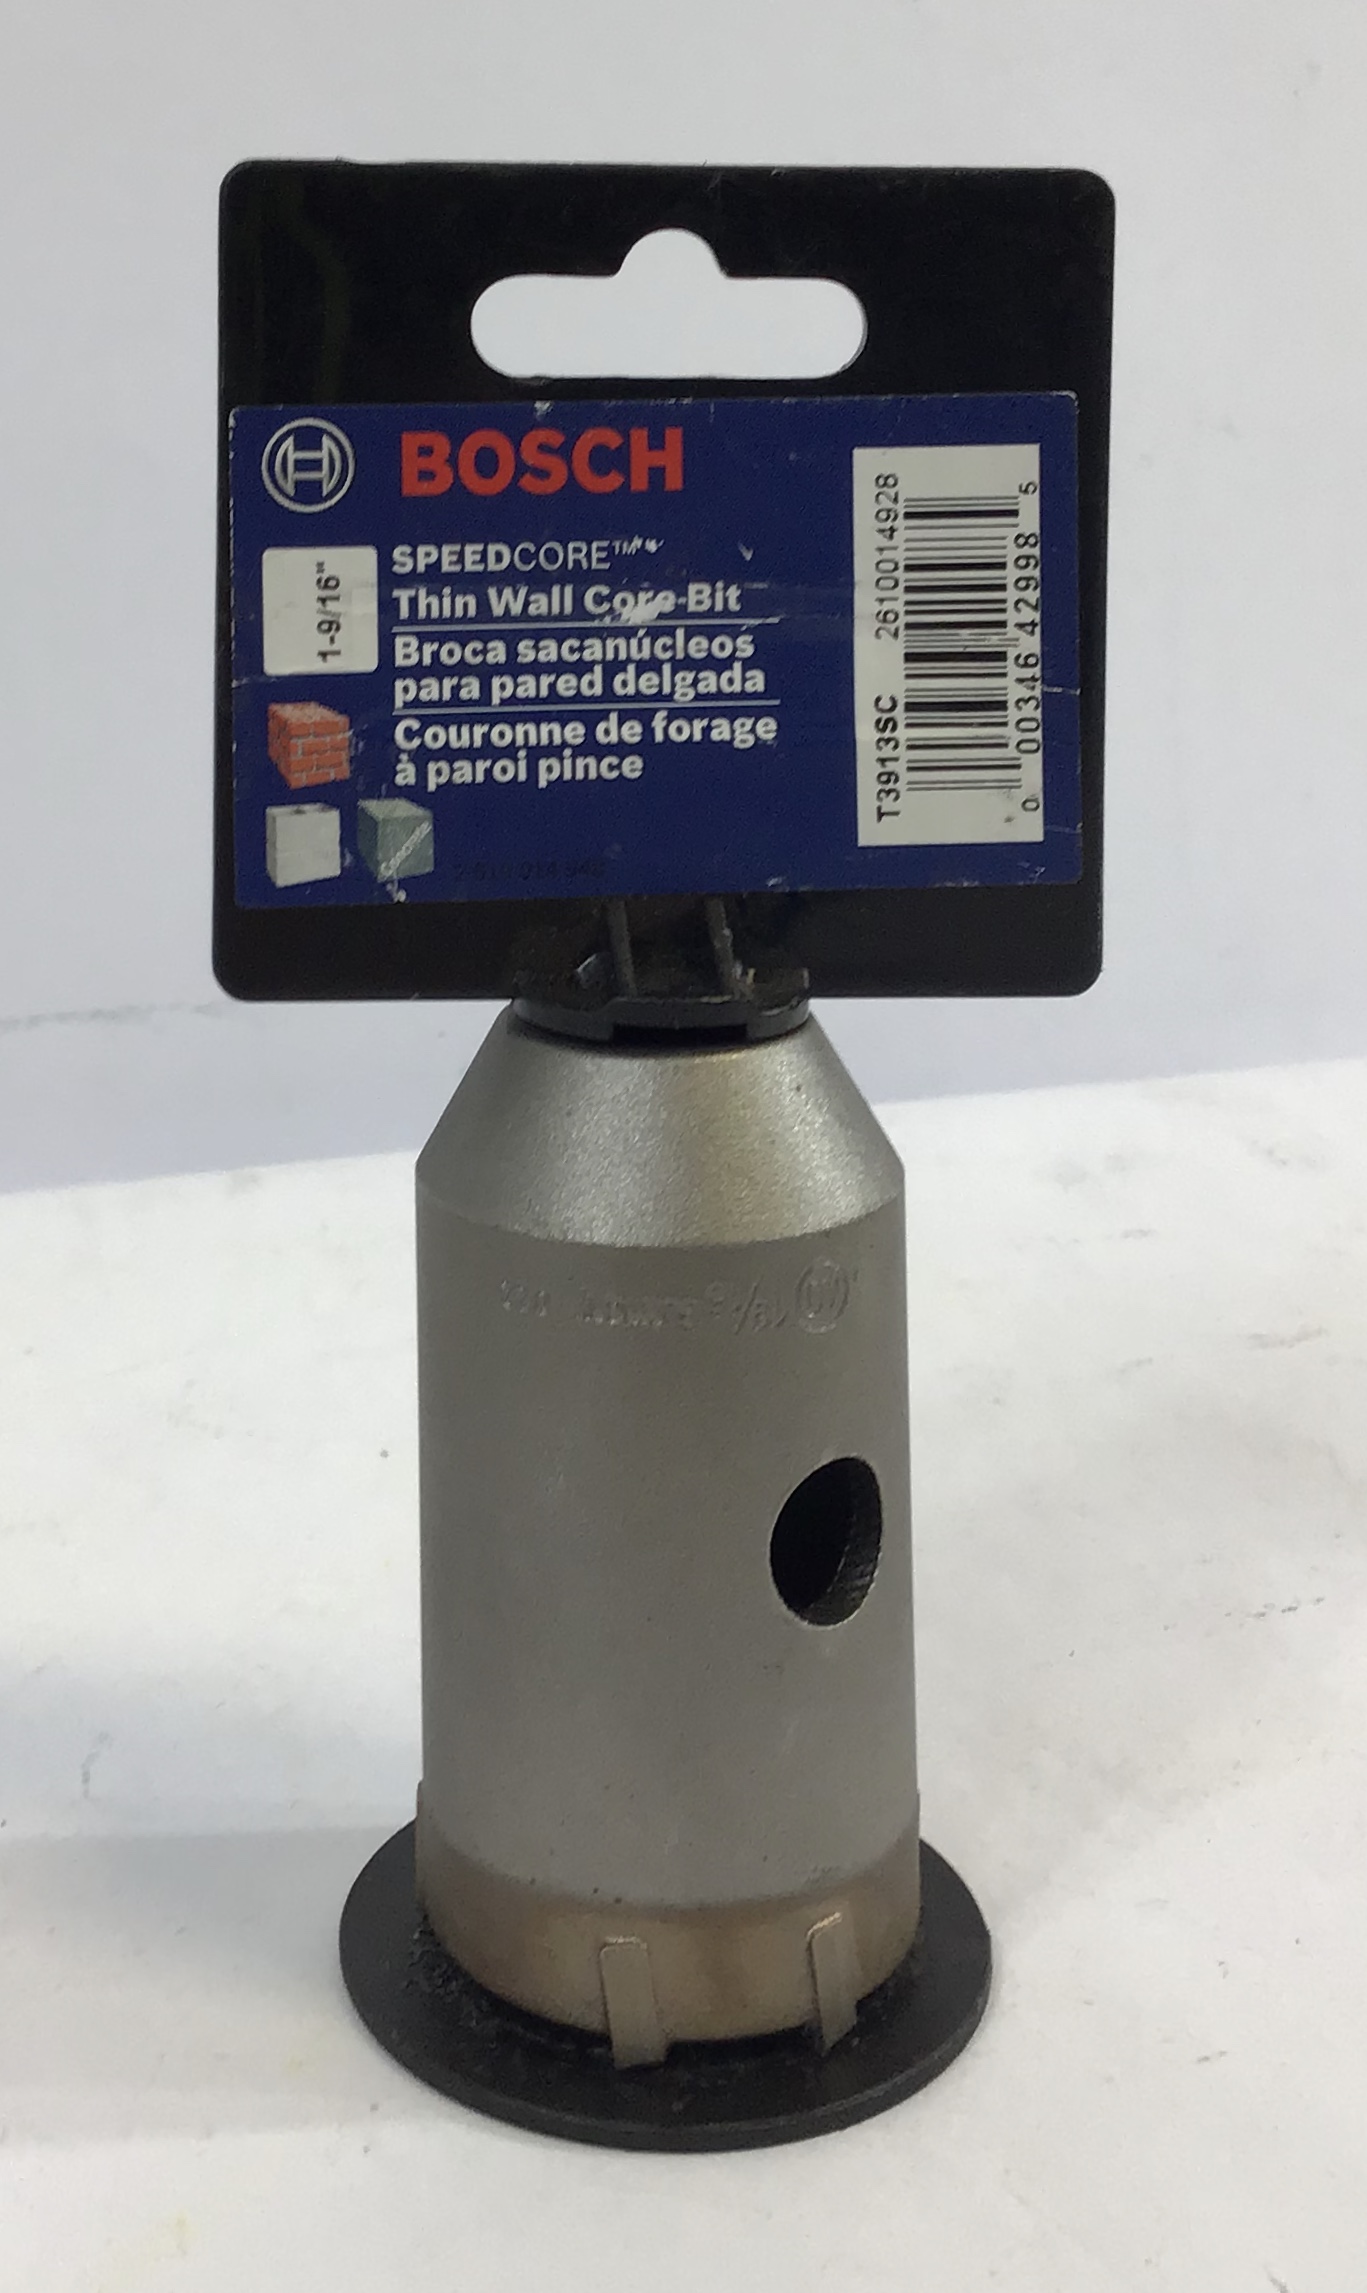 BOSCH
SPEEDCORE™
1-9/16"
Thin Wall Core-Bit
Broca sacanúcleos
para pared delgada
Couronne de forage
à paroi pince
Concrete
T3913SC 2610014928
0 00346 42998 5